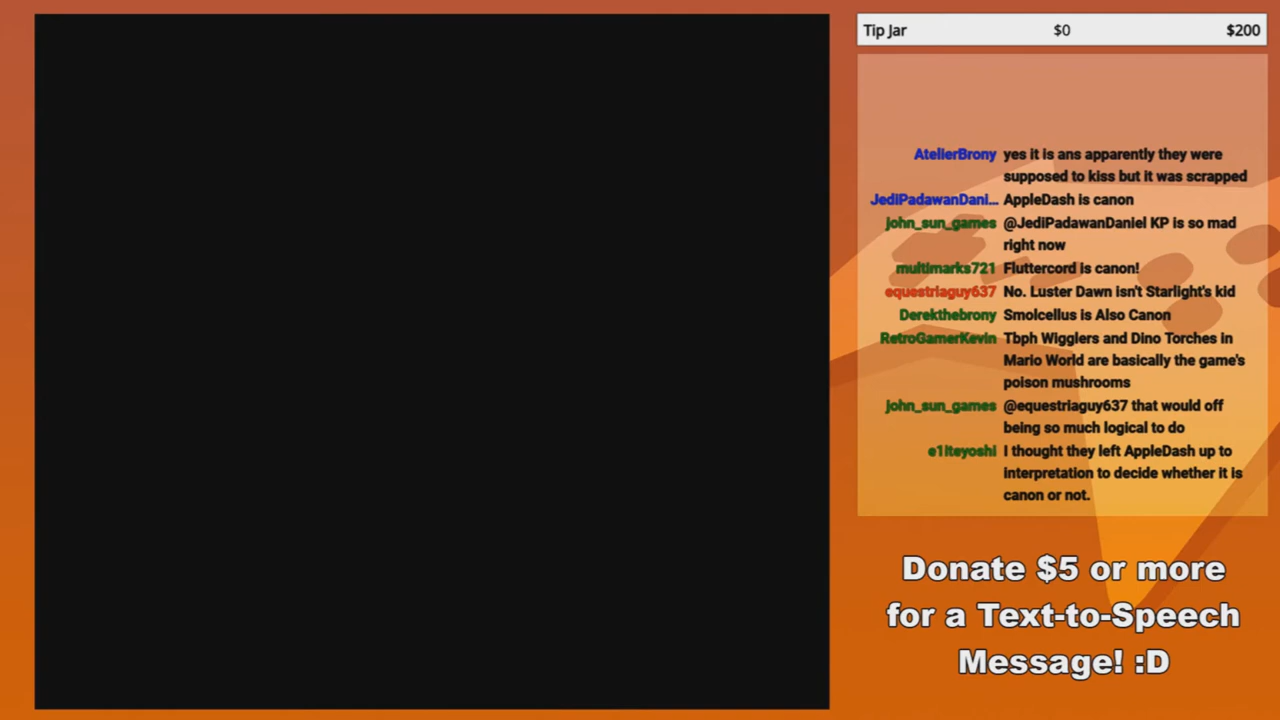 Tip Jar $0 $200
AtelierBrony yes it is ans apparently they were
supposed to kiss but it was scrapped
JediPadawanDani... AppleDash is canon
john_sun_games @JediPadawanDaniel KP is so mad
right now
multimarks721 Fluttercord is canon!
equestriaguy637 No. Luster Dawn isn't Starlight's kid
Derekthebrony Smolcellus is Also Canon
RetroGamerKevin Tbph Wigglers and Dino Torches in
Mario World are basically the game's
poison mushrooms
john_sun_games @equestriaguy637 that would off
being so much logical to do
e1iteyoshi I thought they left AppleDash up to
interpretation to decide whether it is
canon or not.
Donate $5 or more
for a Text-to-Speech
Message! :D